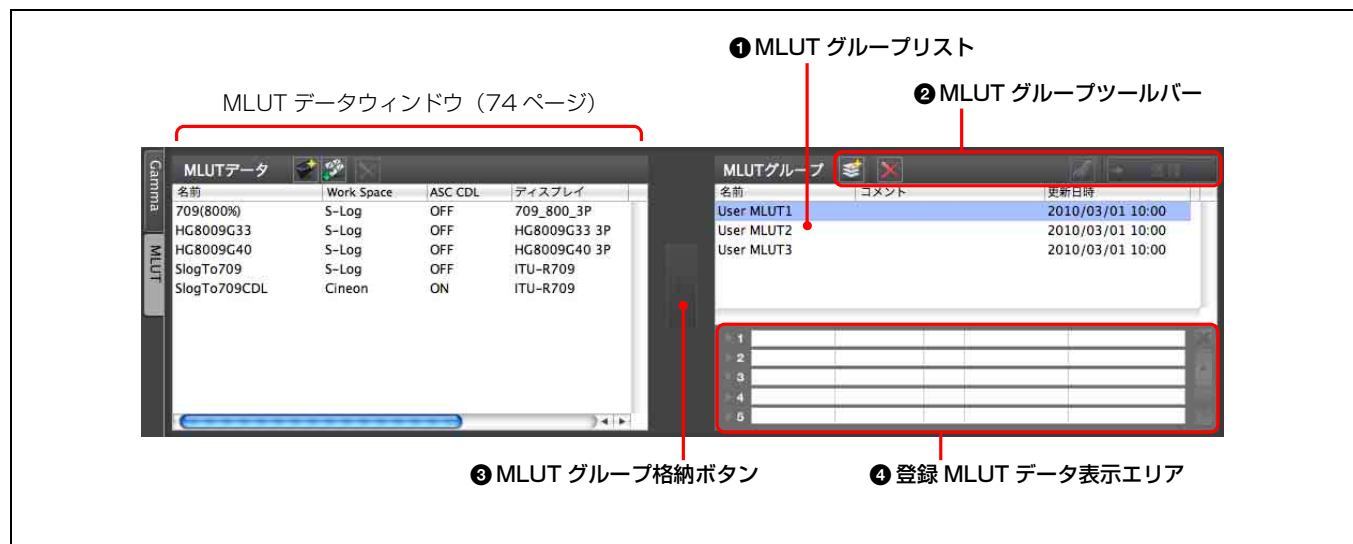 ❶MLUT グループリスト
❷MLUT グループツールバー
MLUT データウィンドウ（74 ページ）
Gamma
MLUT
MLUTデータ
名前 Work Space ASC CDL ディスプレイ
709(800%) S-Log OFF 709_800_3P
HG8009G33 S-Log OFF HG8009G33 3P
HG8009G40 S-Log OFF HG8009G40 3P
SlogTo709 S-Log OFF ITU-R709
SlogTo709CDL Cineon ON ITU-R709
MLUTグループ
名前 コメント 更新日時
User MLUT1 2010/03/01 10:00
User MLUT2 2010/03/01 10:00
User MLUT3 2010/03/01 10:00
1
2
3
4
5
❸MLUT グループ格納ボタン
❹登録 MLUT データ表示エリア